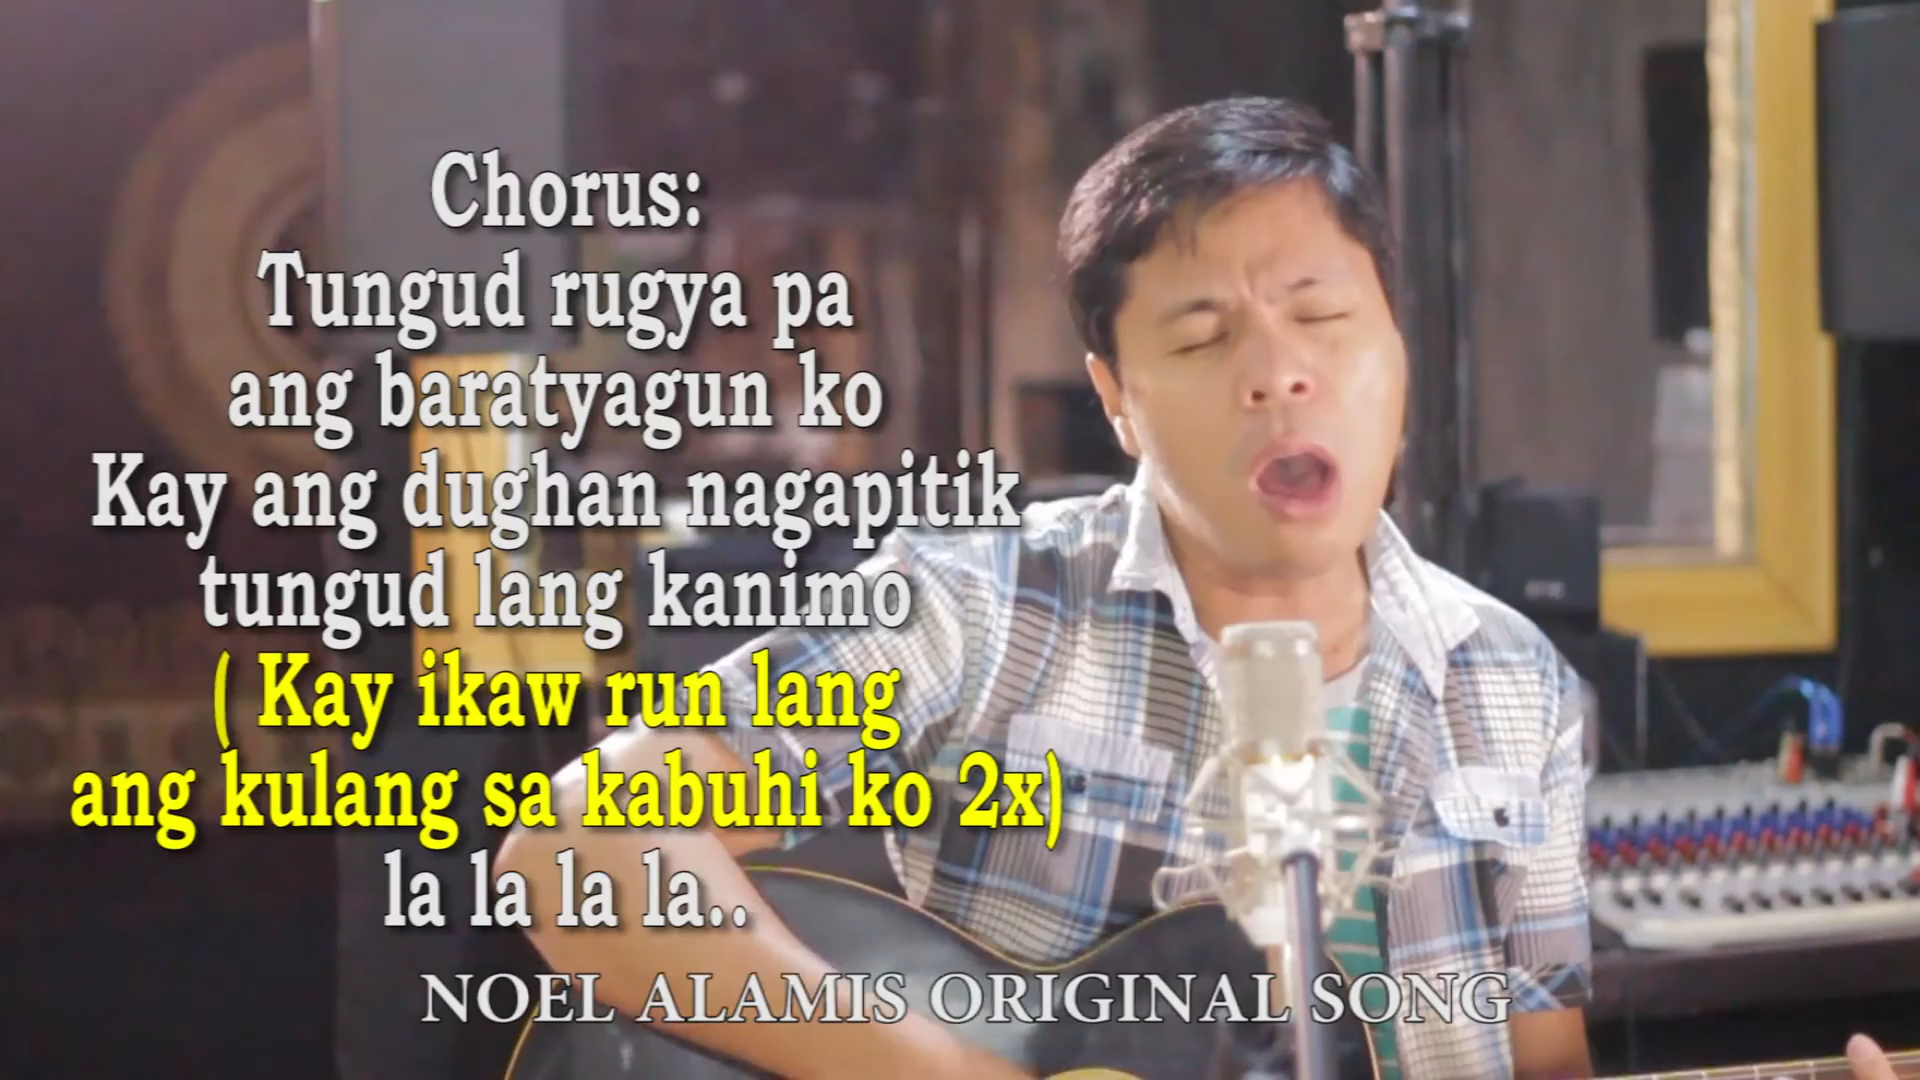 Chorus:
Tungud rugya pa
ang baratyagun ko
Kay ang dughan nagapitik
tungud lang kanimo
( Kay ikaw run lang
ang kulang sa kabuhi ko 2x)
la la la la..
NOEL ALAMIS ORIGINAL SONG